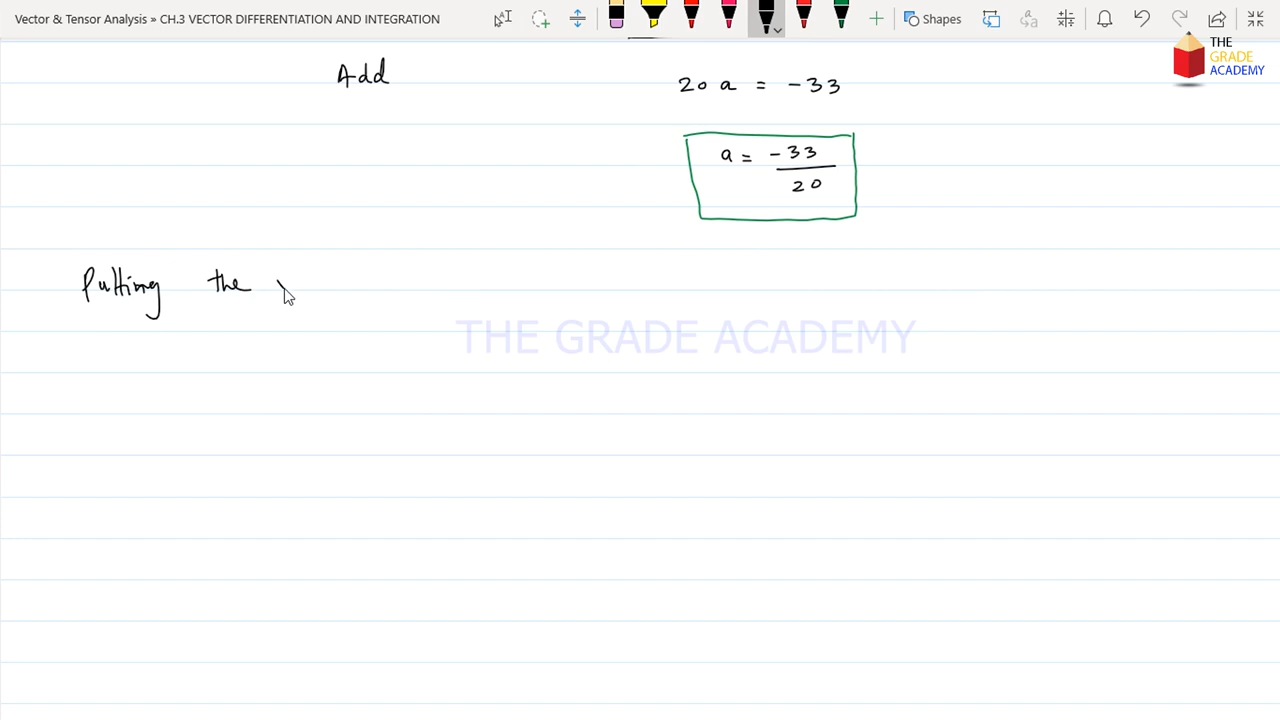 Vector & Tensor Analysis » CH.3 VECTOR DIFFERENTIATION AND INTEGRATION
Shapes
THE
GRADE
ACADEMY
Add
20 a = -33
a = -33
20
Putting the
THE GRADE ACADEMY